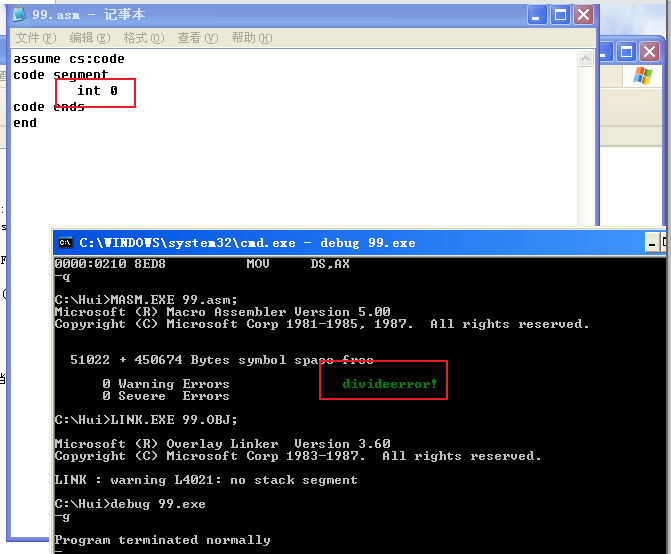 99.asm - 记事本
文件(F) 编辑(E) 格式(O) 查看(V) 帮助(H)
assume cs:code
code segment
int 0
code ends
end
C:\WINDOWS\system32\cmd.exe - debug 99.exe
0000:0210 8ED8 MOV DS,AX
-q
C:\Hui>MASM.EXE 99.asm;
Microsoft (R) Macro Assembler Version 5.00
Copyright (C) Microsoft Corp 1981-1985, 1987. All rights reserved.
51022 + 450674 Bytes symbol space free
0 Warning Errors divideerror!
0 Severe Errors
C:\Hui>LINK.EXE 99.OBJ;
Microsoft (R) Overlay Linker Version 3.60
Copyright (C) Microsoft Corp 1983-1987. All rights reserved.
LINK : warning L4021: no stack segment
C:\Hui>debug 99.exe
-g
Program terminated normally
-